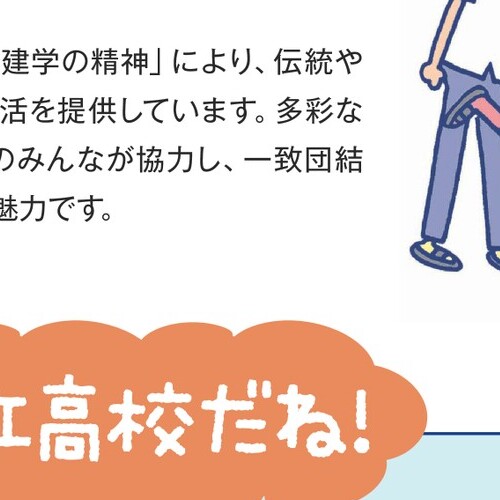 建学の精神」により、伝統や
活を提供しています。多彩な
のみんなが協力し、一致団結
魅力です。
高校だね!